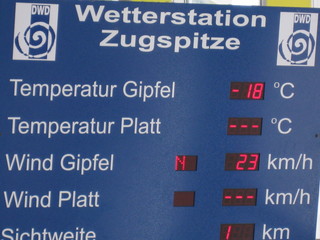 DWD Wetterstation DWD
Zugspitze
Temperatur Gipfel -18 °C
Temperatur Platt --- °C
Wind Gipfel N 23 km/h
Wind Platt --- km/h
Sichtweite 1 km